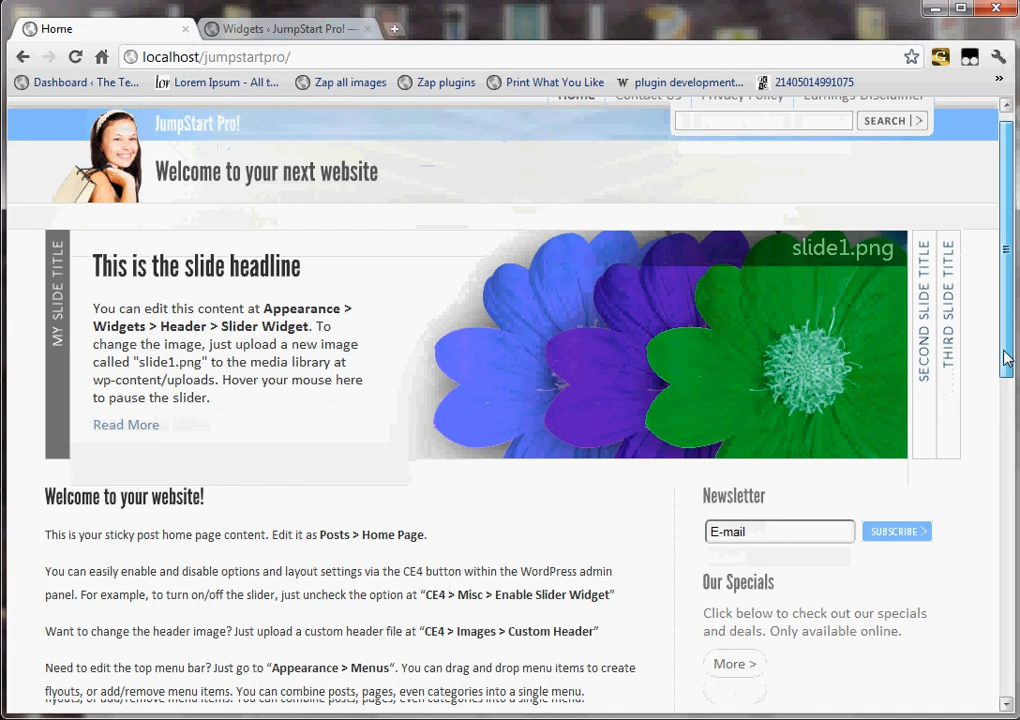 Home
Widgets ‹ JumpStart Pro! —
localhost/jumpstartpro/
Dashboard ‹ The Te...
lor Lorem Ipsum - All t...
Zap all images
Zap plugins
Print What You Like
W plugin development...
21405014991075
»
Home
Contact Us
Privacy Policy
Earnings Disclaimer
SEARCH >
JumpStart Pro!
Welcome to your next website
MY SLIDE TITLE
This is the slide headline
You can edit this content at Appearance >
Widgets > Header > Slider Widget. To
change the image, just upload a new image
called "slide1.png" to the media library at
wp-content/uploads. Hover your mouse here
to pause the slider.
Read More
slide1.png
SECOND SLIDE TITLE
THIRD SLIDE TITLE
Welcome to your website!
This is your sticky post home page content. Edit it as Posts > Home Page.
You can easily enable and disable options and layout settings via the CE4 button within the WordPress admin
panel. For example, to turn on/off the slider, just uncheck the option at “CE4 > Misc > Enable Slider Widget”
Want to change the header image? Just upload a custom header file at “CE4 > Images > Custom Header”
Need to edit the top menu bar? Just go to “Appearance > Menus“. You can drag and drop menu items to create
flyouts, or add/remove menu items. You can combine posts, pages, even categories into a single menu.
Newsletter
E-mail
SUBSCRIBE >
Our Specials
Click below to check out our specials
and deals. Only available online.
More >